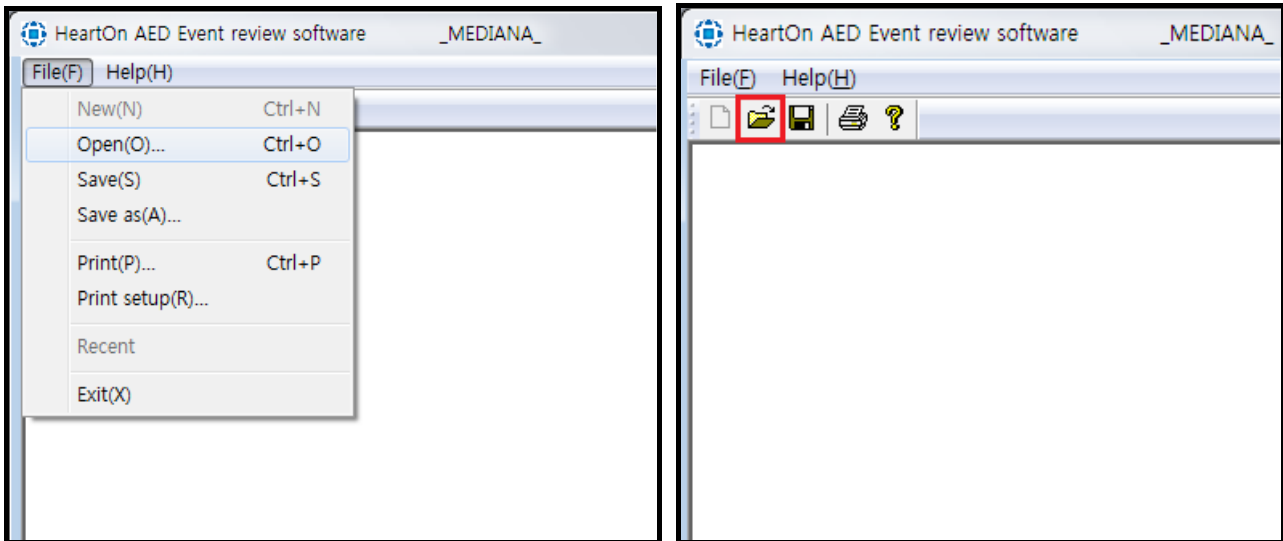 HeartOn AED Event review software _MEDIANA_
File(F) Help(H)
New(N) Ctrl+N
Open(O)... Ctrl+O
Save(S) Ctrl+S
Save as(A)...
Print(P)... Ctrl+P
Print setup(R)...
Recent
Exit(X)
HeartOn AED Event review software _MEDIANA_
File(F) Help(H)
?